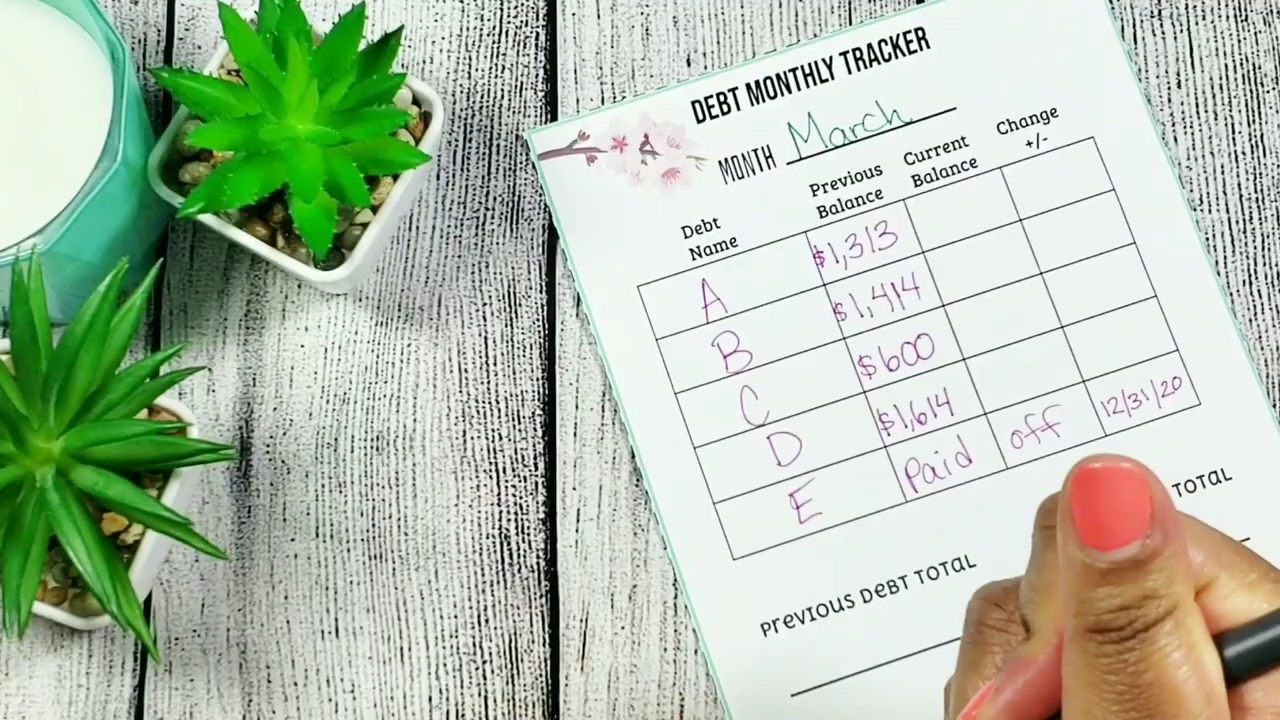 DEBT MONTHLY TRACKER
MONTH March
Debt Name Previous Balance Current Balance Change +/-
A $1,313
B $1,414
C $600
D $1,614
E Paid off 12/31/20
PREVIOUS DEBT TOTAL TOTAL